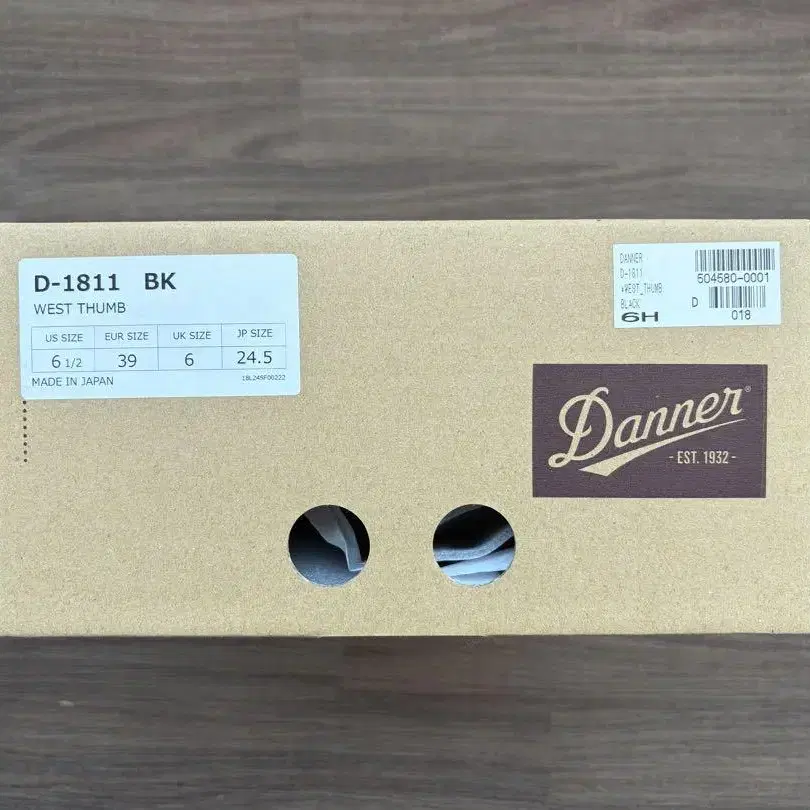 D-1811 BK
WEST THUMB
US SIZE EUR SIZE UK SIZE JP SIZE
6 1/2 39 6 24.5
MADE IN JAPAN
DANNER
D-1811
504580-0001
¥WEST_THUMB
BLACK D
6H 018
Danner®
- EST. 1932 -